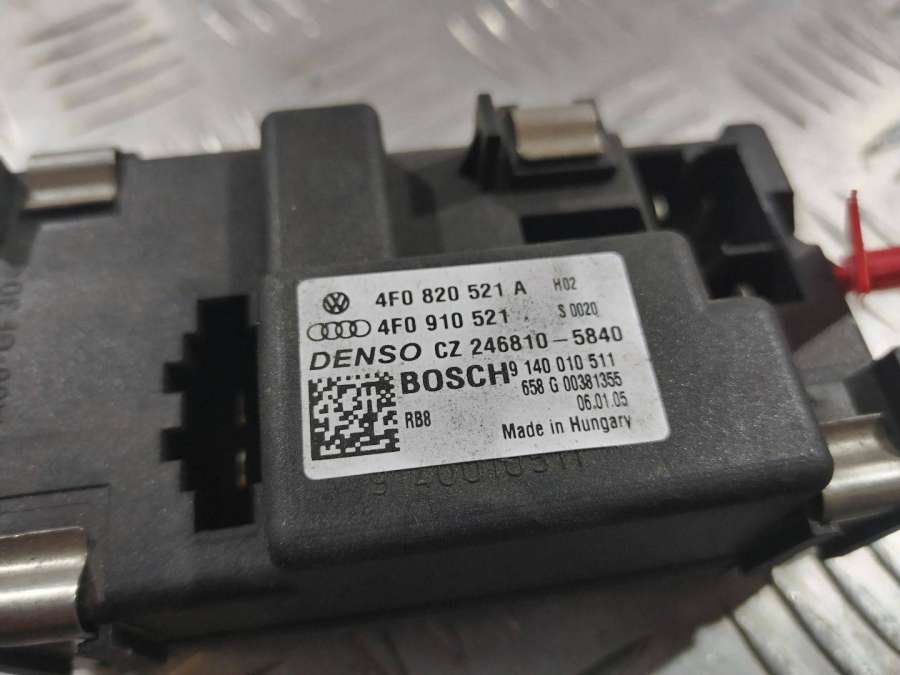 4F0 820 521 A H02
4F0 910 521 S 0020
DENSO CZ 246810-5840
BOSCH 9 140 010 511
658 G 00381355
RB8 06.01.05
Made in Hungary